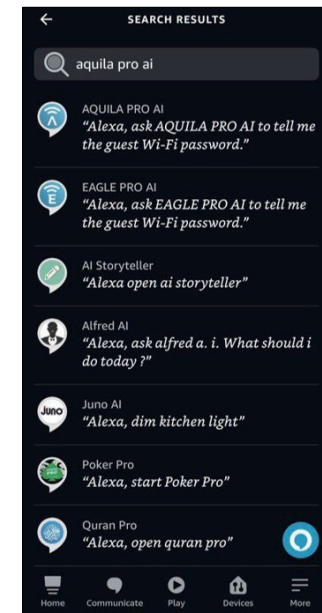 SEARCH RESULTS
aquila pro ai
AQUILA PRO AI
“Alexa, ask AQUILA PRO AI to tell me
the guest Wi-Fi password.”
EAGLE PRO AI
“Alexa, ask EAGLE PRO AI to tell me
the guest Wi-Fi password.”
E
AI Storyteller
“Alexa open ai storyteller”
Alfred AI
“Alexa, ask alfred a. i. What should i
do today ?”
Juno
Juno AI
“Alexa, dim kitchen light”
Poker Pro
“Alexa, start Poker Pro”
Quran Pro
“Alexa, open quran pro”
Home Communicate Play Devices More